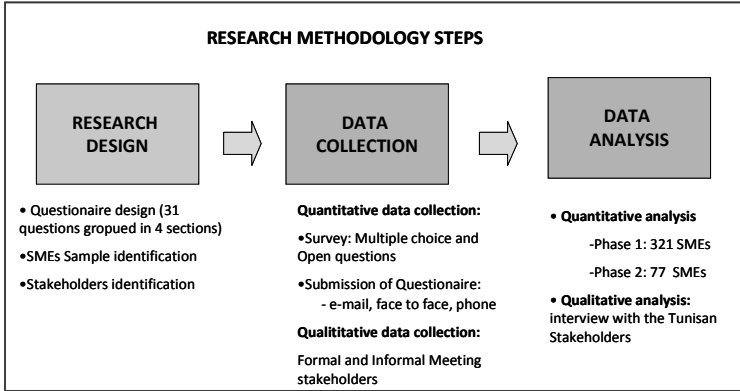 RESEARCH METHODOLOGY STEPS
RESEARCH
DESIGN
• Questionaire design (31
questions gropued in 4 sections)
•SMEs Sample identification
•Stakeholders identification
DATA
COLLECTION
Quantitative data collection:
•Survey: Multiple choice and
Open questions
•Submission of Questionaire:
- e-mail, face to face, phone
Qualititative data collection:
Formal and Informal Meeting
stakeholders
DATA
ANALYSIS
• Quantitative analysis
-Phase 1: 321 SMEs
-Phase 2: 77 SMEs
• Qualitative analysis:
interview with the Tunisan
Stakeholders